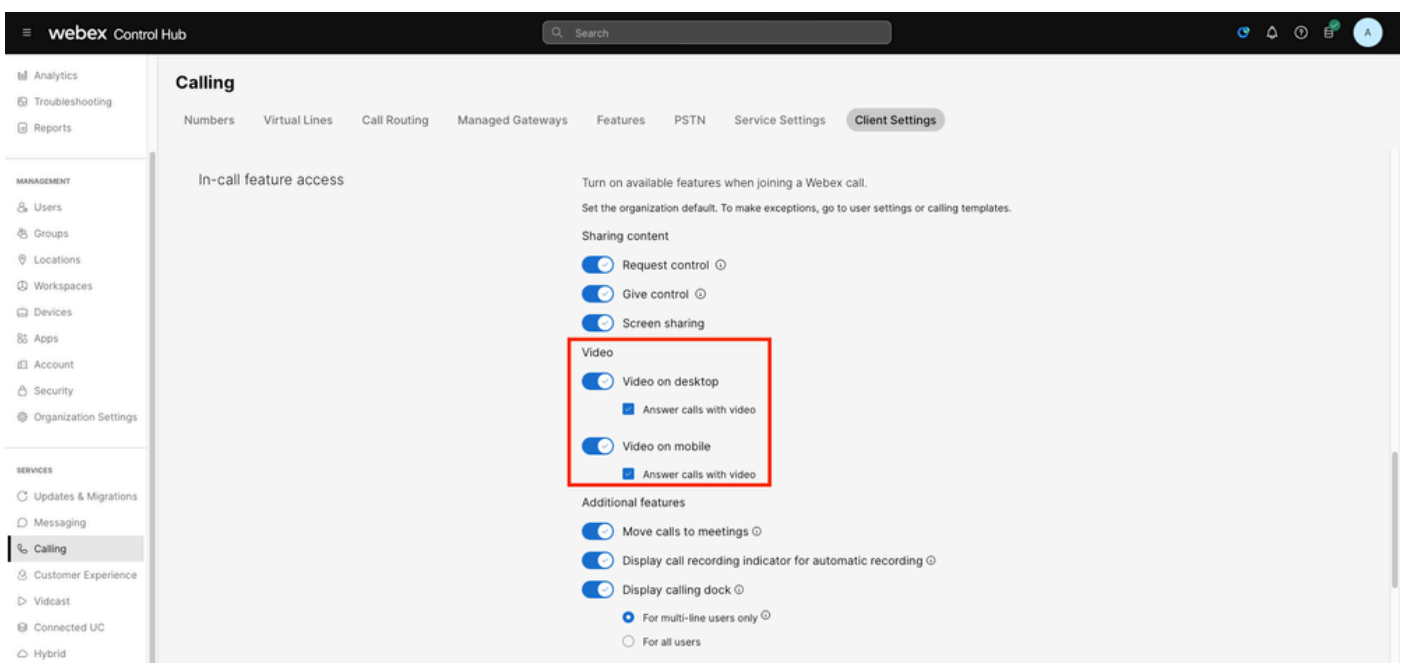 webex Control Hub
Search
A
Analytics
Troubleshooting
Reports
MANAGEMENT
Users
Groups
Locations
Workspaces
Devices
Apps
Account
Security
Organization Settings
SERVICES
Updates & Migrations
Messaging
Calling
Customer Experience
Vidcast
Connected UC
Hybrid
Calling
Numbers Virtual Lines Call Routing Managed Gateways Features PSTN Service Settings Client Settings
In-call feature access
Turn on available features when joining a Webex call.
Set the organization default. To make exceptions, go to user settings or calling templates.
Sharing content
Request control
Give control
Screen sharing
Video
Video on desktop
Answer calls with video
Video on mobile
Answer calls with video
Additional features
Move calls to meetings
Display call recording indicator for automatic recording
Display calling dock
For multi-line users only
For all users